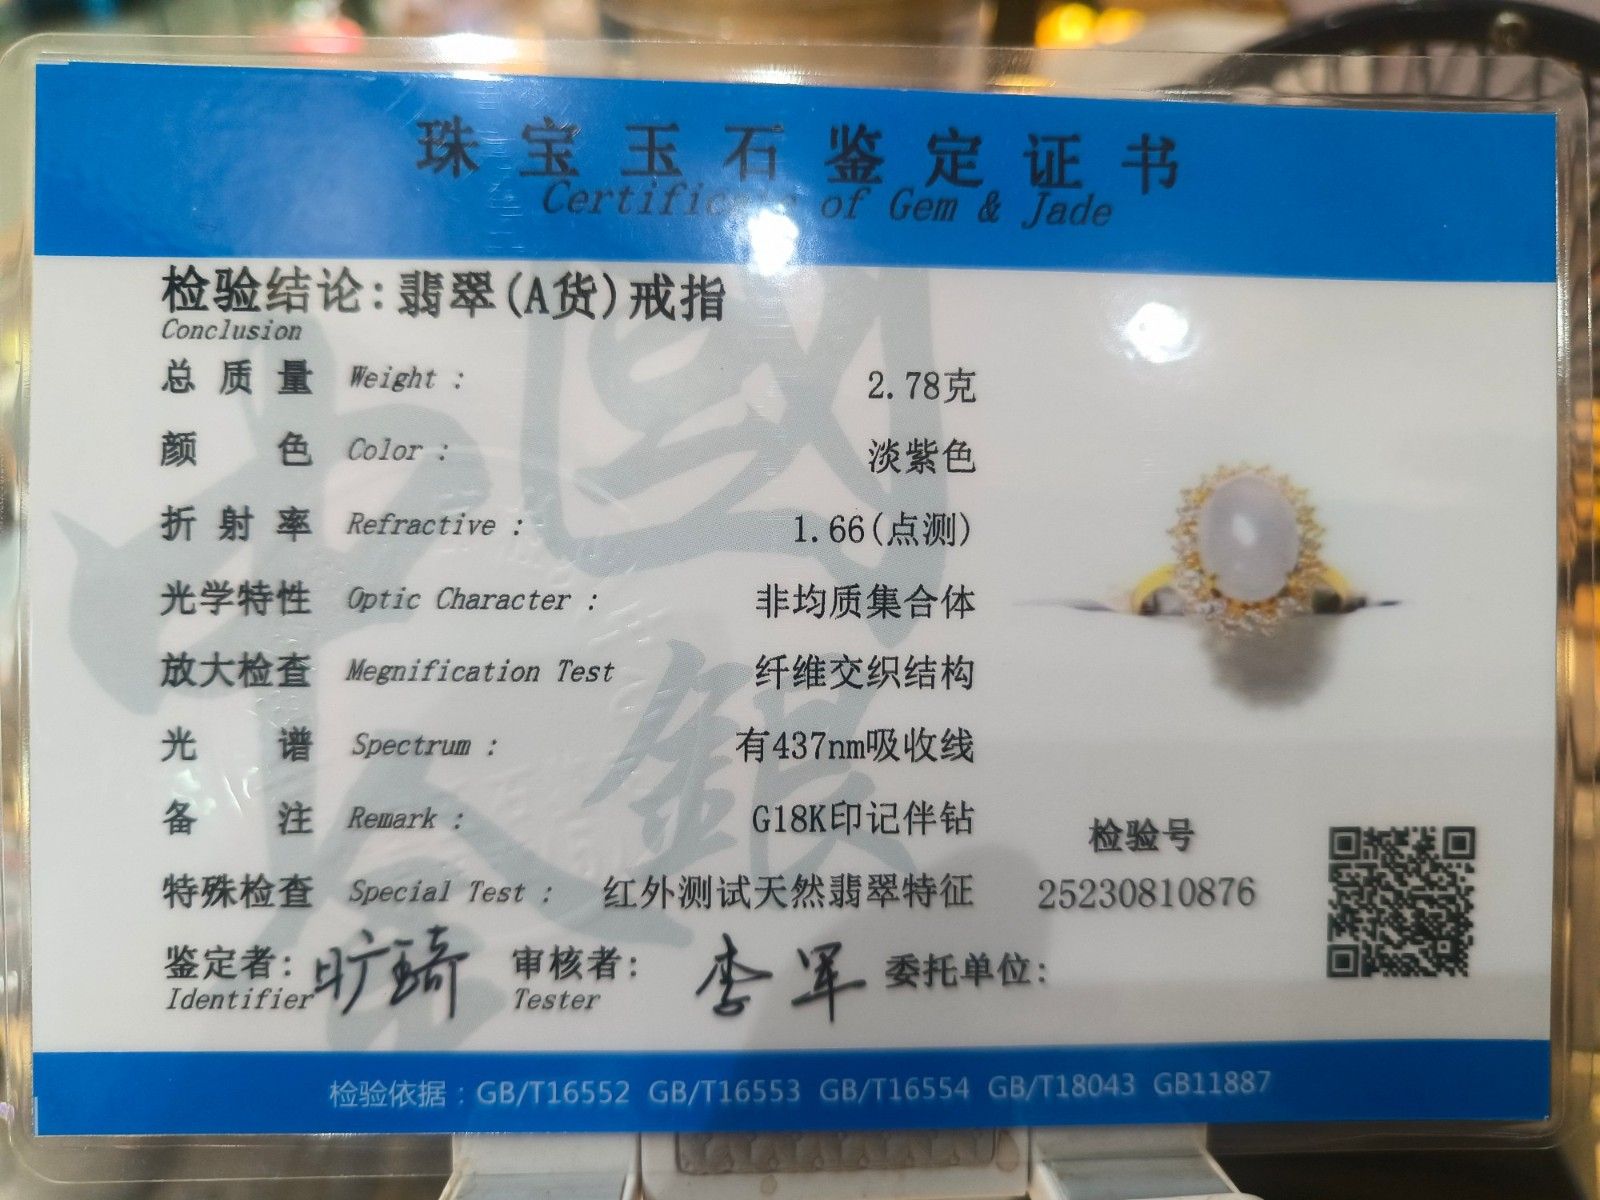 珠宝玉石鉴定证书
Certificate of Gem & Jade
检验结论:翡翠(A货)戒指
Conclusion
总质量 Weight : 2.78克
颜色 Color : 淡紫色
折射率 Refractive : 1.66(点测)
光学特性 Optic Character : 非均质集合体
放大检查 Megnification Test 纤维交织结构
光谱 Spectrum : 有437nm吸收线
备注 Remark : G18K印记伴钻
特殊检查 Special Test : 红外测试天然翡翠特征
检验号
25230810876
鉴定者: 旷琦 审核者: 李军 委托单位:
Identifier Tester
检验依据:GB/T16552 GB/T16553 GB/T16554 GB/T18043 GB11887